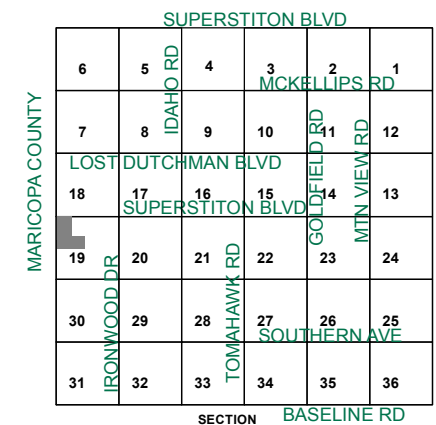 SUPERSTITON BLVD
6 5 4 3 2 1
IDAHO RD
MCKELLIPS RD
MARICOPA COUNTY
7 8 9 10 11 12
GOLDFIELD RD
MTN VIEW RD
LOST DUTCHMAN BLVD
18 17 16 15 14 13
SUPERSTITON BLVD
19 20 21 22 23 24
IRONWOOD DR
TOMAHAWK RD
30 29 28 27 26 25
SOUTHERN AVE
31 32 33 34 35 36
SECTION
BASELINE RD